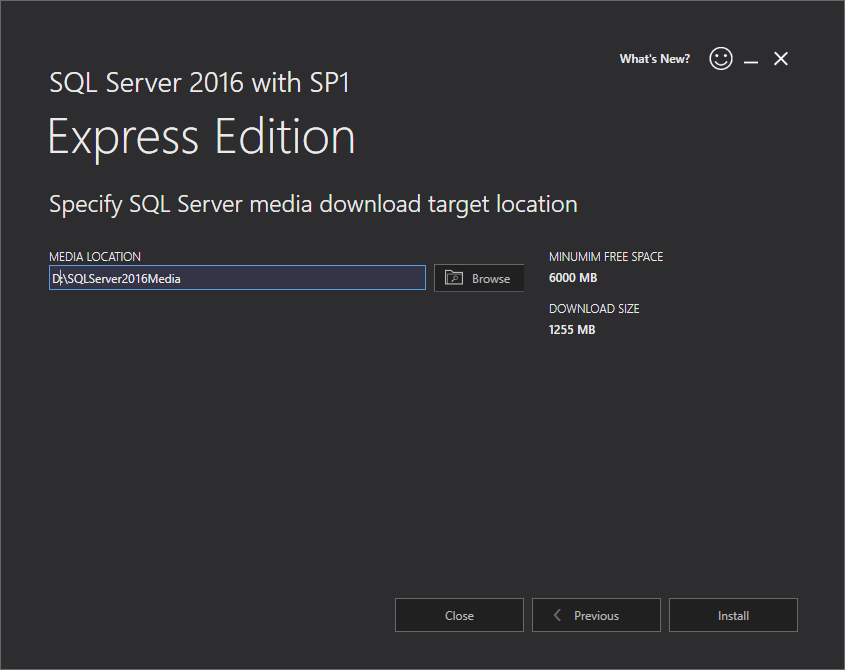 What's New?
SQL Server 2016 with SP1
Express Edition
Specify SQL Server media download target location
MEDIA LOCATION
D:\SQLServer2016Media
Browse
MINUMIM FREE SPACE
6000 MB
DOWNLOAD SIZE
1255 MB
Close
Previous
Install